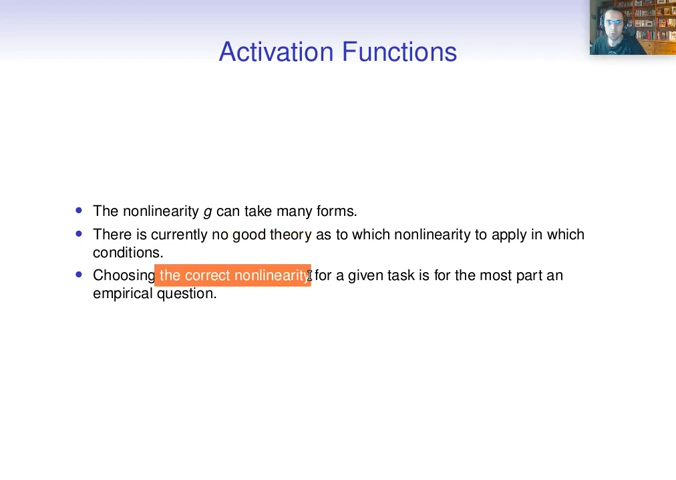 Activation Functions
The nonlinearity g can take many forms.
There is currently no good theory as to which nonlinearity to apply in which
conditions.
Choosing the correct nonlinearity for a given task is for the most part an
empirical question.